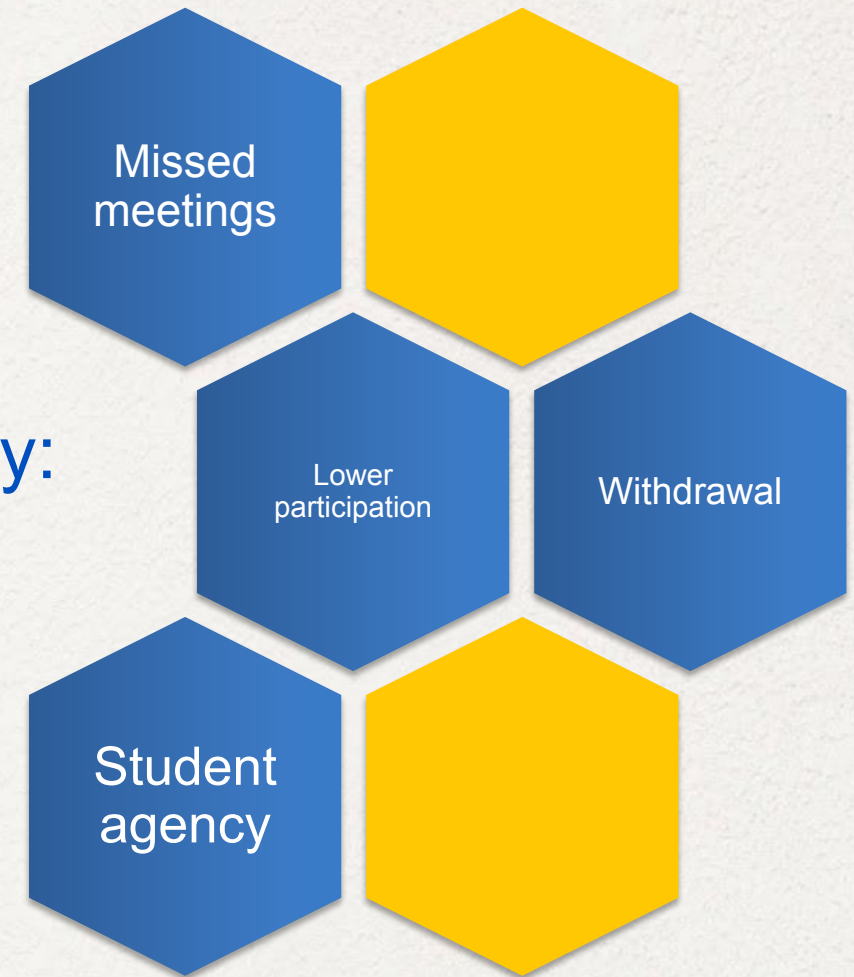 Missed
meetings
y:
Lower
participation
Withdrawal
Student
agency